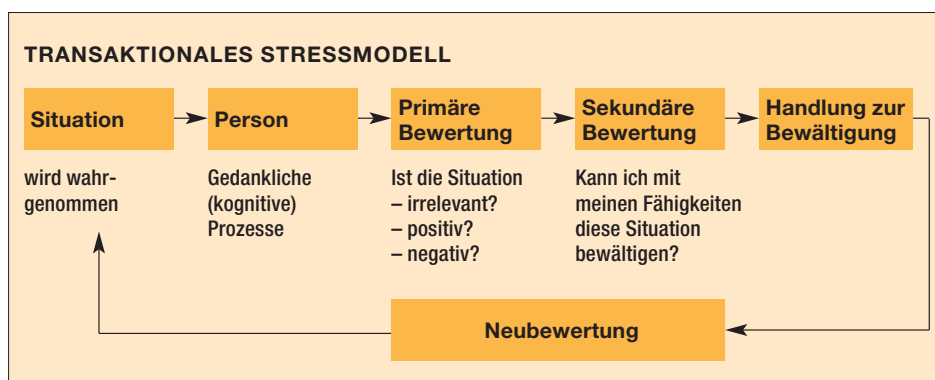 TRANSAKTIONALES STRESSMODELL
Situation
wird wahr-
genommen
Person
Gedankliche
(kognitive)
Prozesse
Primäre
Bewertung
Ist die Situation
– irrelevant?
– positiv?
– negativ?
Sekundäre
Bewertung
Kann ich mit
meinen Fähigkeiten
diese Situation
bewältigen?
Handlung zur
Bewältigung
Neubewertung